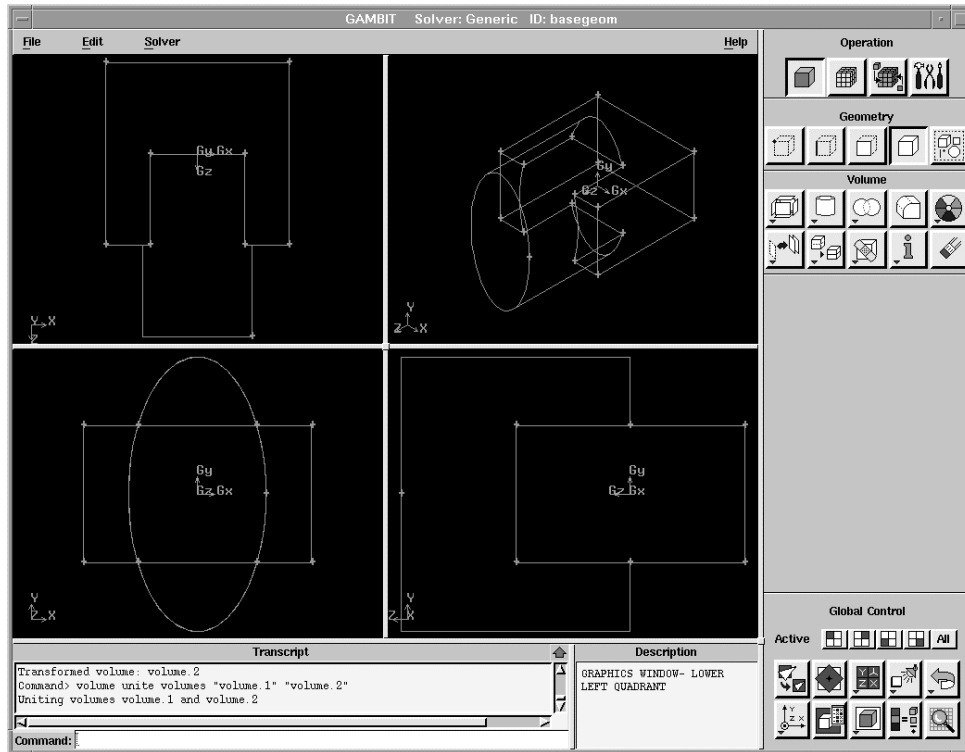 GAMBIT Solver: Generic ID: basegeom
File Edit Solver Help
Operation
Geometry
Volume
Gy Gx
Gz
Y X
Z
Gy
Gz Gx
Y
Z X
Gy
Gz Gx
Y
Z X
Gy
Gz Gx
Y
Z X
Global Control
Active All
Y
Z X
Y X
Z
Transcript
Transformed volume: volume.2
Command> volume unite volumes "volume.1" "volume.2"
Uniting volumes volume.1 and volume.2
Description
GRAPHICS WINDOW- LOWER
LEFT QUADRANT
Command: